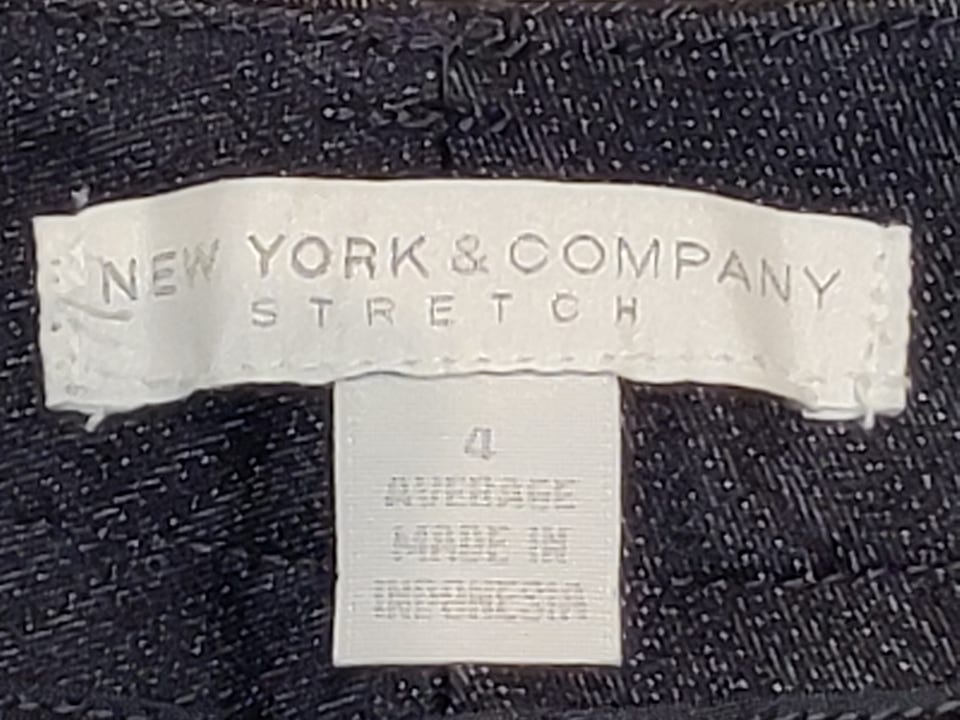 NEW YORK & COMPANY
STRETCH
4
AVERAGE
MADE IN
INDONESIA